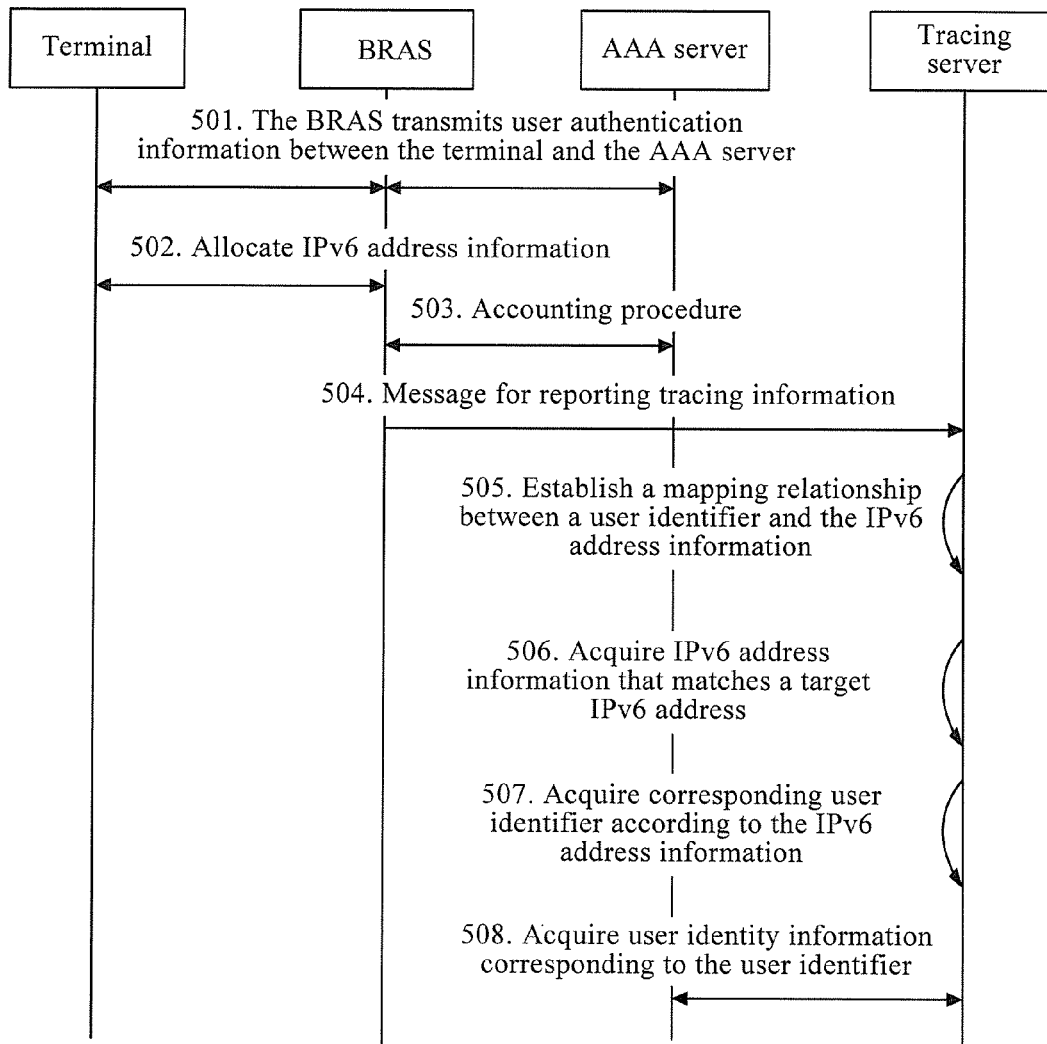 Terminal
BRAS
AAA server
Tracing
server
501. The BRAS transmits user authentication
information between the terminal and the AAA server
502. Allocate IPv6 address information
503. Accounting procedure
504. Message for reporting tracing information
505. Establish a mapping relationship
between a user identifier and the IPv6
address information
506. Acquire IPv6 address
information that matches a target
IPv6 address
507. Acquire corresponding user
identifier according to the IPv6
address information
508. Acquire user identity information
corresponding to the user identifier